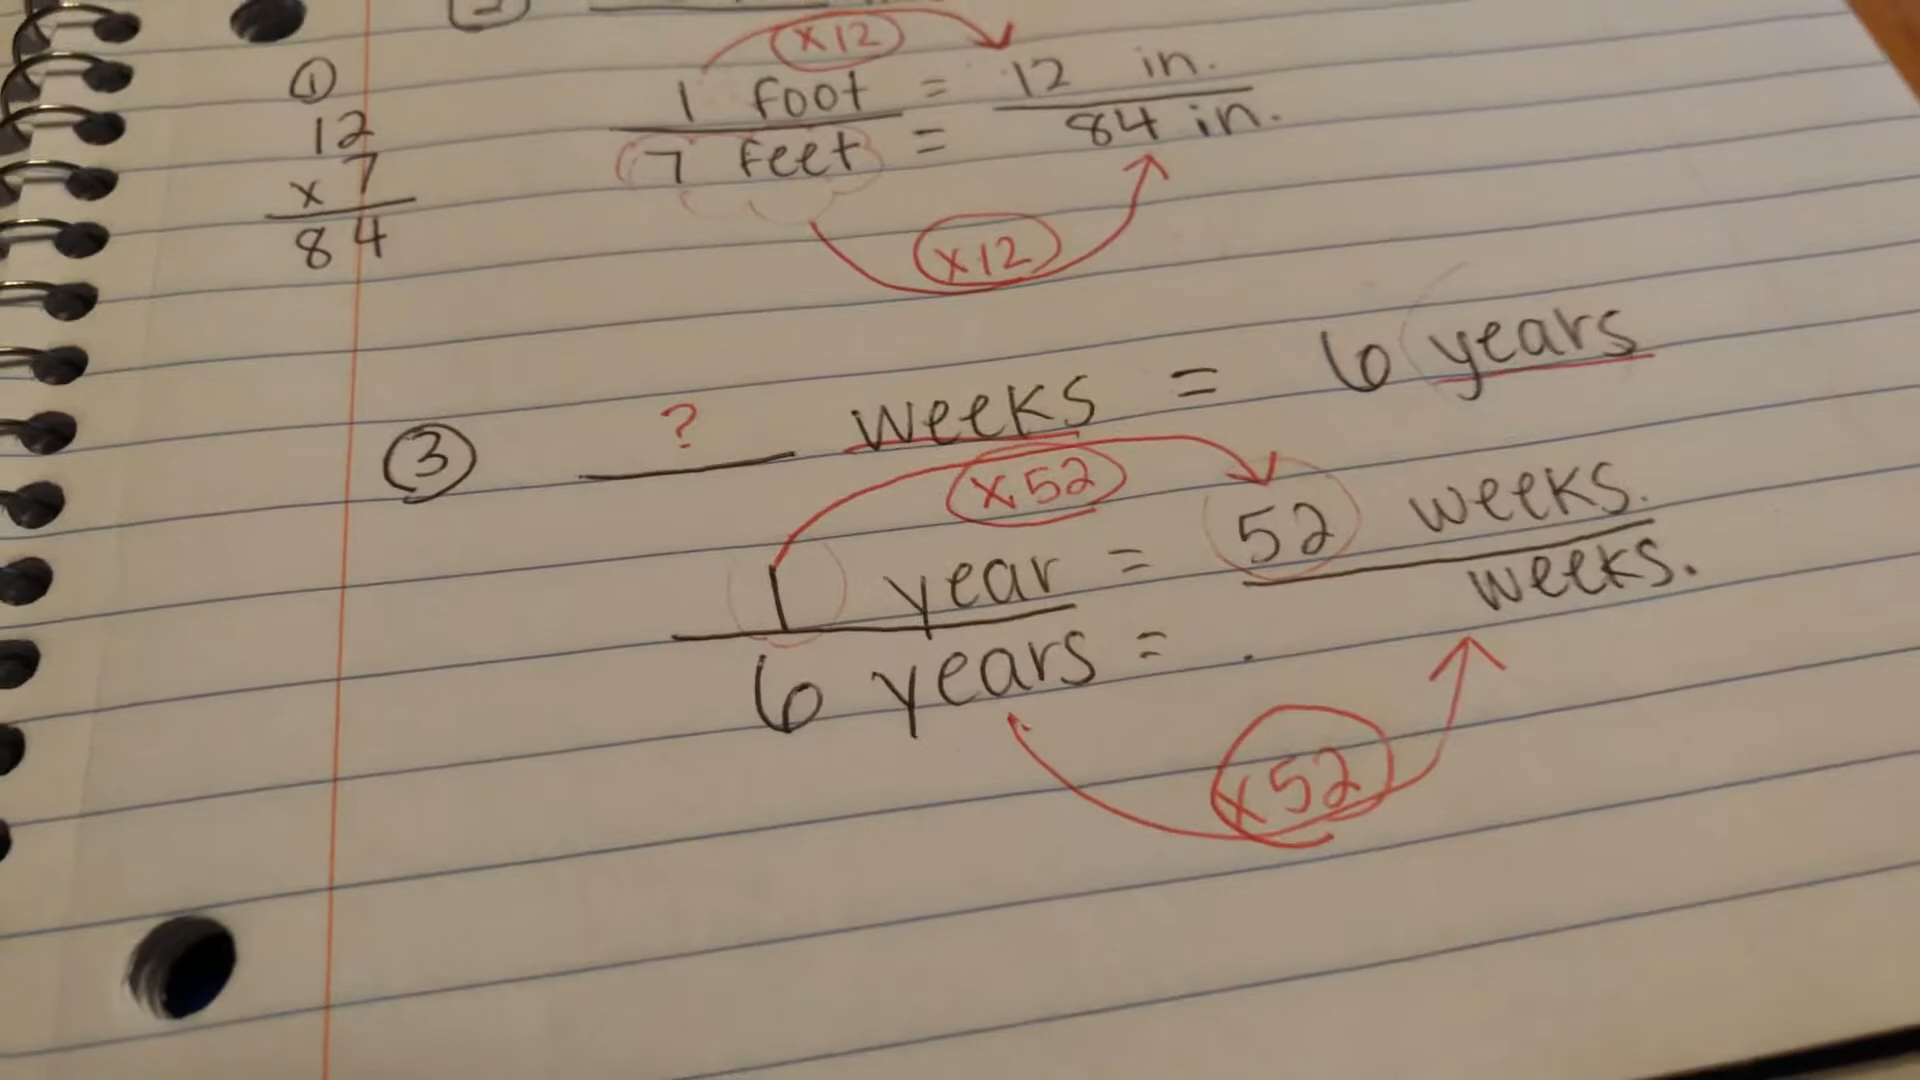 x12
①
1 foot = 12 in.
12
7 feet = 84 in.
x 7
84
x12
③ ? weeks = 6 years
x52
1 year = 52 weeks.
6 years = . weeks.
x52